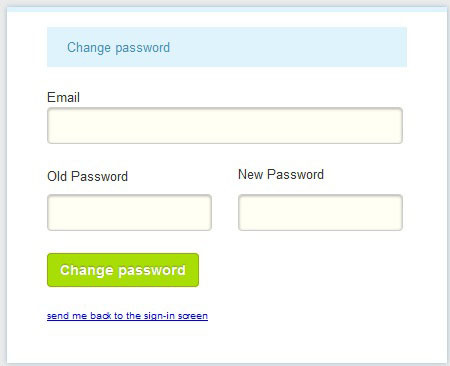 Change password
Email
Old Password
New Password
Change password
send me back to the sign-in screen